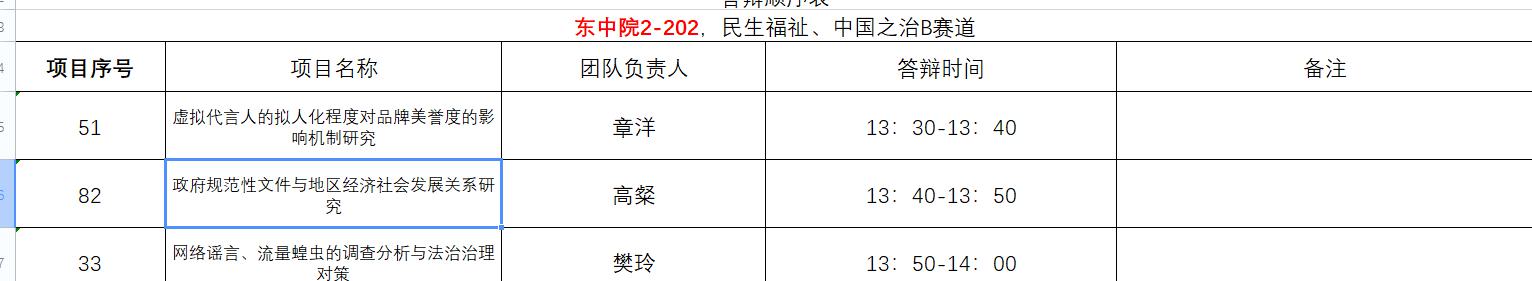 答辩顺序表
东中院2-202，民生福祉、中国之治B赛道
项目序号 项目名称 团队负责人 答辩时间 备注
51 虚拟代言人的拟人化程度对品牌美誉度的影 章洋 13：30-13：40
响机制研究
82 政府规范性文件与地区经济社会发展关系研 高粲 13：40-13：50
究
33 网络谣言、流量蝗虫的调查分析与法治治理 樊玲 13：50-14：00
对策